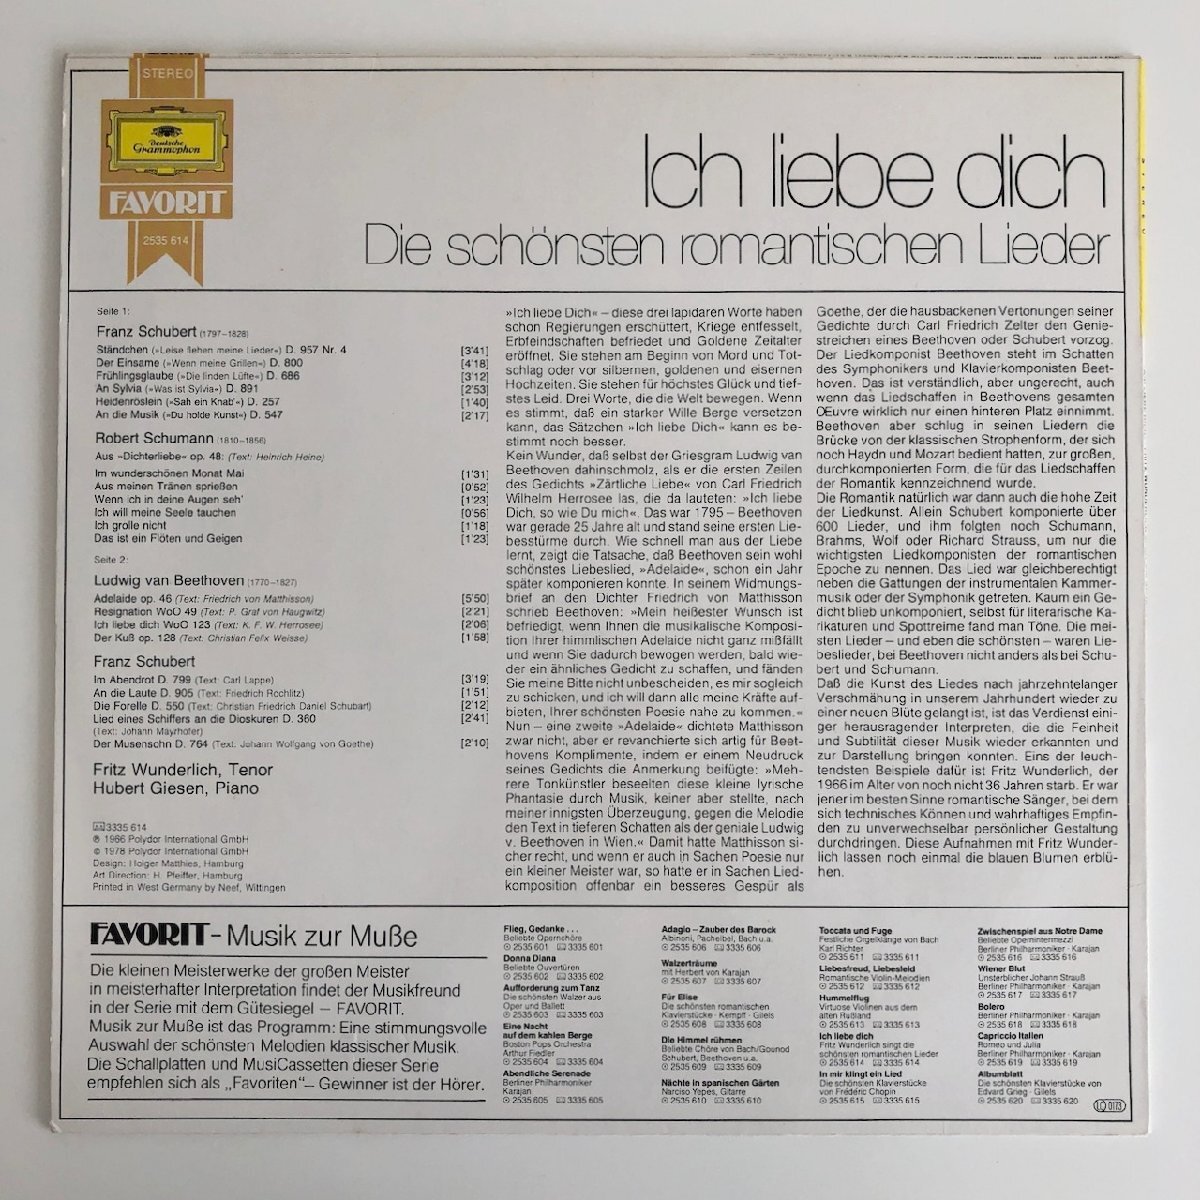 STEREO
Deutsche
Grammophon
FAVORIT
2535 614
Ich liebe dich
Die schönsten romantischen Lieder
Seite 1:
Franz Schubert (1797–1828)
Ständchen (»Leise flehen meine Lieder«) D. 957 Nr. 4 [3'41]
Der Einsame (»Wenn meine Grillen«) D. 800 [4'18]
Frühlingsglaube (»Die linden Lüfte«) D. 686 [3'12]
An Sylvia (»Was ist Sylvia«) D. 891 [2'53]
Heidenröslein (»Sah ein Knab'«) D. 257 [1'40]
An die Musik (»Du holde Kunst«) D. 547 [2'17]
Robert Schumann (1810–1856)
Aus »Dichterliebe« op. 48: (Text: Heinrich Heine)
Im wunderschönen Monat Mai [1'31]
Aus meinen Tränen sprießen [0'52]
Wenn ich in deine Augen seh' [1'23]
Ich will meine Seele tauchen [0'56]
Ich grolle nicht [1'18]
Das ist ein Flöten und Geigen [1'23]
Seite 2:
Ludwig van Beethoven (1770–1827)
Adelaide op. 46 (Text: Friedrich von Matthisson) [5'50]
Resignation WoO 49 (Text: P. Graf von Haugwitz) [2'21]
Ich liebe dich WoO 123 (Text: K. F. W. Herrosee) [2'06]
Der Kuß op. 128 (Text: Christian Felix Weisse) [1'58]
Franz Schubert
Im Abendrot D. 799 (Text: Carl Lappe) [3'19]
An die Laute D. 905 (Text: Friedrich Rochlitz) [1'51]
Die Forelle D. 550 (Text: Christian Friedrich Daniel Schubart) [2'12]
Lied eines Schiffers an die Dioskuren D. 360 [2'41]
(Text: Johann Mayrhofer)
Der Musensohn D. 764 (Text: Johann Wolfgang von Goethe) [2'10]
Fritz Wunderlich, Tenor
Hubert Giesen, Piano
3335 614
℗ 1966 Polydor International GmbH
© 1978 Polydor International GmbH
Design: Holger Matthies, Hamburg
Art Direction: H. Pfeiffer, Hamburg
Printed in West Germany by Neef, Wittingen
»Ich liebe Dich« – diese drei lapidaren Worte haben
schon Regierungen erschüttert, Kriege entfesselt,
Erbfeindschaften befriedet und Goldene Zeitalter
eröffnet. Sie stehen am Beginn von Mord und Tot-
schlag oder vor silbernen, goldenen und eisernen
Hochzeiten. Sie stehen für höchstes Glück und tief-
stes Leid. Drei Worte, die die Welt bewegen. Wenn
es stimmt, daß ein starker Wille Berge versetzen
kann, das Sätzchen »Ich liebe Dich« kann es be-
stimmt noch besser.
Kein Wunder, daß selbst der Griesgram Ludwig van
Beethoven dahinschmolz, als er die ersten Zeilen
des Gedichts »Zärtliche Liebe« von Carl Friedrich
Wilhelm Herrosee las, die da lauteten: »Ich liebe
Dich, so wie Du mich«. Das war 1795 – Beethoven
war gerade 25 Jahre alt und stand seine ersten Lie-
besstürme durch. Wie schnell man aus der Liebe
lernt, zeigt die Tatsache, daß Beethoven sein wohl
schönstes Liebeslied, »Adelaide«, schon ein Jahr
später komponieren konnte. In seinem Widmungs-
brief an den Dichter Friedrich von Matthisson
schrieb Beethoven: »Mein heißester Wunsch ist
befriedigt, wenn Ihnen die musikalische Komposi-
tion Ihrer himmlischen Adelaide nicht ganz mißfällt
und wenn Sie dadurch bewogen werden, bald wie-
der ein ähnliches Gedicht zu schaffen, und fänden
Sie meine Bitte nicht unbescheiden, es mir sogleich
zu schicken, und ich will dann alle meine Kräfte auf-
bieten, Ihrer schönsten Poesie nahe zu kommen.«
Nun – eine zweite »Adelaide« dichtete Matthisson
zwar nicht, aber er revanchierte sich artig für Beet-
hovens Komplimente, indem er einem Neudruck
seines Gedichts die Anmerkung beifügte: »Meh-
rere Tonkünstler beseelten diese kleine lyrische
Phantasie durch Musik, keiner aber stellte, nach
meiner innigsten Überzeugung, gegen die Melodie
den Text in tieferen Schatten als der geniale Ludwig
v. Beethoven in Wien.« Damit hatte Matthisson si-
cher recht, und wenn er auch in Sachen Poesie nur
ein kleiner Meister war, so hatte er in Sachen Lied-
komposition offenbar ein besseres Gespür als
Goethe, der die hausbackenen Vertonungen seiner
Gedichte durch Carl Friedrich Zelter den Genie-
streichen eines Beethoven oder Schubert vorzog.
Der Liedkomponist Beethoven steht im Schatten
des Symphonikers und Klavierkomponisten Beet-
hoven. Das ist verständlich, aber ungerecht, auch
wenn das Liedschaffen in Beethovens gesamten
Œuvre wirklich nur einen hinteren Platz einnimmt.
Beethoven aber schlug in seinen Liedern die
Brücke von der klassischen Strophenform, der sich
noch Haydn und Mozart bedient hatten, zur großen,
durchkomponierten Form, die für das Liedschaffen
der Romantik kennzeichnend wurde.
Die Romantik natürlich war dann auch die hohe Zeit
der Liedkunst. Allein Schubert komponierte über
600 Lieder, und ihm folgten noch Schumann,
Brahms, Wolf oder Richard Strauss, um nur die
wichtigsten Liedkomponisten der romantischen
Epoche zu nennen. Das Lied war gleichberechtigt
neben die Gattungen der instrumentalen Kammer-
musik oder der Symphonik getreten. Kaum ein Ge-
dicht blieb unkomponiert, selbst für literarische Ka-
rikaturen und Spottreime fand man Töne. Die mei-
sten Lieder – und eben die schönsten – waren Lie-
beslieder, bei Beethoven nicht anders als bei Schu-
bert und Schumann.
Daß die Kunst des Liedes nach jahrzehntelanger
Verschmähung in unserem Jahrhundert wieder zu
einer neuen Blüte gelangt ist, ist das Verdienst eini-
ger herausragender Interpreten, die die Feinheit
und Subtilität dieser Musik wieder erkannten und
zur Darstellung bringen konnten. Eins der leuch-
tendsten Beispiele dafür ist Fritz Wunderlich, der
1966 im Alter von noch nicht 36 Jahren starb. Er war
jener im besten Sinne romantische Sänger, bei dem
sich technisches Können und wahrhaftiges Empfin-
den zu unverwechselbar persönlicher Gestaltung
durchdringen. Diese Aufnahmen mit Fritz Wunder-
lich lassen noch einmal die blauen Blumen erblü-
hen.
FAVORIT – Musik zur Muße
Die kleinen Meisterwerke der großen Meister
in meisterhafter Interpretation findet der Musikfreund
in der Serie mit dem Gütesiegel – FAVORIT.
Musik zur Muße ist das Programm: Eine stimmungsvolle
Auswahl der schönsten Melodien klassischer Musik.
Die Schallplatten und MusiCassetten dieser Serie
empfehlen sich als „Favoriten“ – Gewinner ist der Hörer.
Flieg, Gedanke . . .
Beliebte Opernchöre
2535 601 3335 601
Donna Diana
Beliebte Ouvertüren
2535 602 3335 602
Aufforderung zum Tanz
Die schönsten Walzer aus
Oper und Ballett
2535 603 3335 603
Eine Nacht
auf dem kahlen Berge
Boston Pops Orchestra
Arthur Fiedler
2535 604 3335 604
Abendliche Serenade
Berliner Philharmoniker
Karajan
2535 605 3335 605
Adagio – Zauber des Barock
Albinoni, Pachelbel, Bach u.a.
2535 606 3335 606
Walzerträume
mit Herbert von Karajan
2535 607 3335 607
Für Elise
Die schönsten romantischen
Klavierstücke · Kempff · Gilels
2535 608 3335 608
Die Himmel rühmen
Beliebte Chöre von Bach/Gounod
Schubert, Beethoven u.a.
2535 609 3335 609
Nächte in spanischen Gärten
Narciso Yepes, Gitarre
2535 610 3335 610
Toccata und Fuge
Festliche Orgelklänge von Bach
Karl Richter
2535 611 3335 611
Liebesfreud, Liebesleid
Romantische Violin-Melodien
2535 612 3335 612
Hummelflug
Virtuose Violinen aus dem
alten Rußland
2535 613 3335 613
Ich liebe dich
Fritz Wunderlich singt die
schönsten romantischen Lieder
2535 614 3335 614
In mir klingt ein Lied
Die schönsten Klavierstücke
von Frédéric Chopin
2535 615 3335 615
Zwischenspiel aus Notre Dame
Beliebte Opernintermezzi
Berliner Philharmoniker · Karajan
2535 616 3335 616
Wiener Blut
Unsterblicher Johann Strauß
Berliner Philharmoniker · Karajan
2535 617 3335 617
Bolero
Berliner Philharmoniker · Karajan
2535 618 3335 618
Capriccio Italien
Romeo und Julia
Berliner Philharmoniker · Karajan
2535 619 3335 619
Albumblatt
Die schönsten Klavierstücke von
Edvard Grieg · Gilels
2535 620 3335 620
LQ 0173